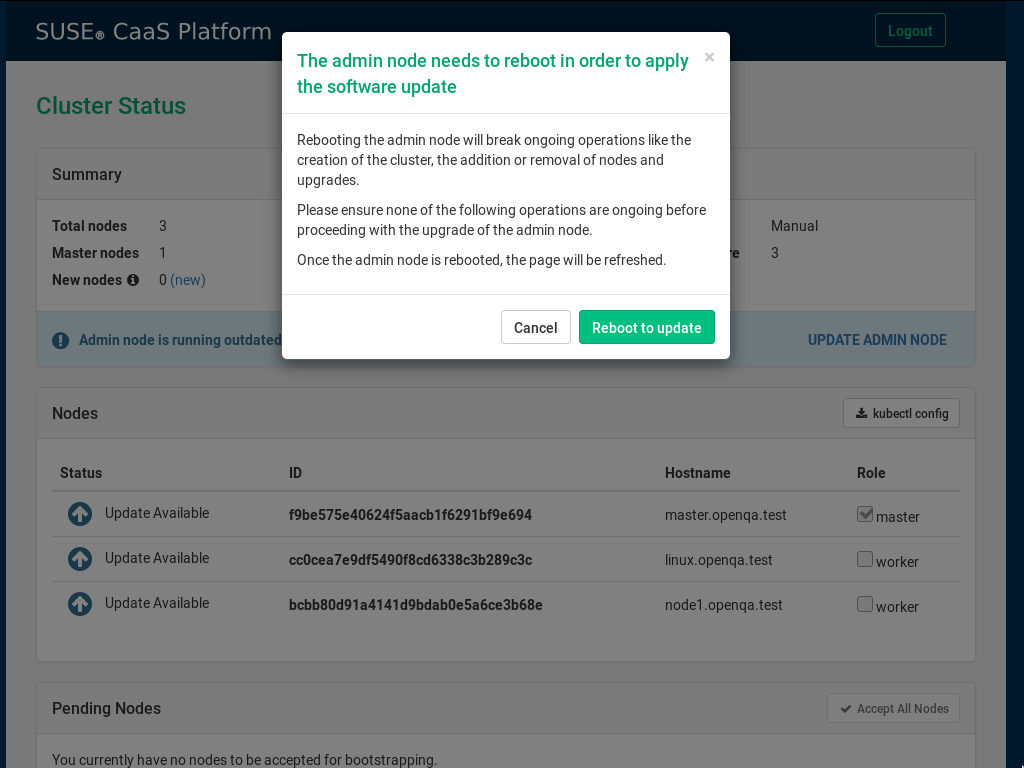 SUSE® CaaS Platform
Logout
The admin node needs to reboot in order to apply
the software update
×
Rebooting the admin node will break ongoing operations like the
creation of the cluster, the addition or removal of nodes and
upgrades.
Please ensure none of the following operations are ongoing before
proceeding with the upgrade of the admin node.
Once the admin node is rebooted, the page will be refreshed.
Cancel
Reboot to update
Cluster Status
Summary
Total nodes 3
Manual
Master nodes 1
3
New nodes 0 (new)
Admin node is running outdated
UPDATE ADMIN NODE
Nodes
kubectl config
Status ID Hostname Role
Update Available f9be575e40624f5aacb1f6291bf9e694 master.openqa.test master
Update Available cc0cea7e9df5490f8cd6338c3b289c3c linux.openqa.test worker
Update Available bcbb80d91a4141d9bdab0e5a6ce3b68e node1.openqa.test worker
Pending Nodes
Accept All Nodes
You currently have no nodes to be accepted for bootstrapping.